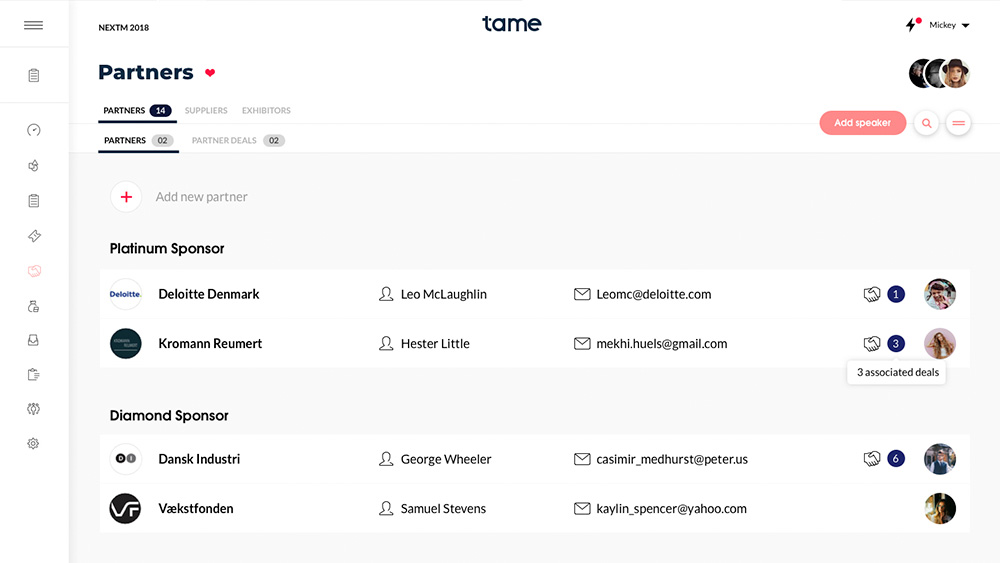 NEXTM 2018
tame
Mickey
Partners
PARTNERS 14 SUPPLIERS EXHIBITORS
Add speaker
PARTNERS 02 PARTNER DEALS 02
Add new partner
Platinum Sponsor
Deloitte. Deloitte Denmark Leo McLaughlin Leomc@deloitte.com 1
KROMANN REUMERT Kromann Reumert Hester Little mekhi.huels@gmail.com 3
3 associated deals
Diamond Sponsor
DI Dansk Industri George Wheeler casimir_medhurst@peter.us 6
VF Vækstfonden Samuel Stevens kaylin_spencer@yahoo.com